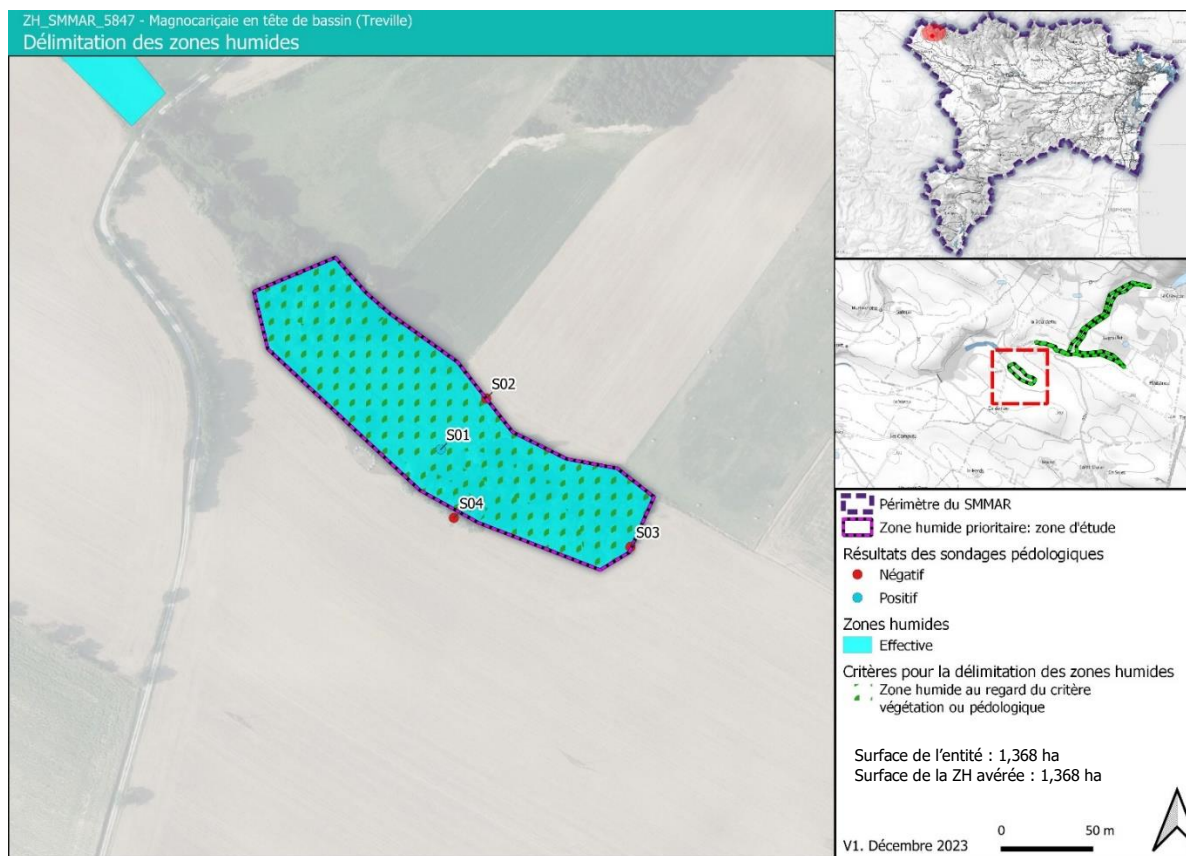 ZH_SMMAR_5847 - Magnocariçaie en tête de bassin (Treville)
Délimitation des zones humides
S02
S01
S04
S03
Périmètre du SMMAR
Zone humide prioritaire: zone d'étude
Résultats des sondages pédologiques
Négatif
Positif
Zones humides
Effective
Critères pour la délimitation des zones humides
Zone humide au regard du critère
végétation ou pédologique
Surface de l'entité : 1,368 ha
Surface de la ZH avérée : 1,368 ha
0 50 m
V1. Décembre 2023